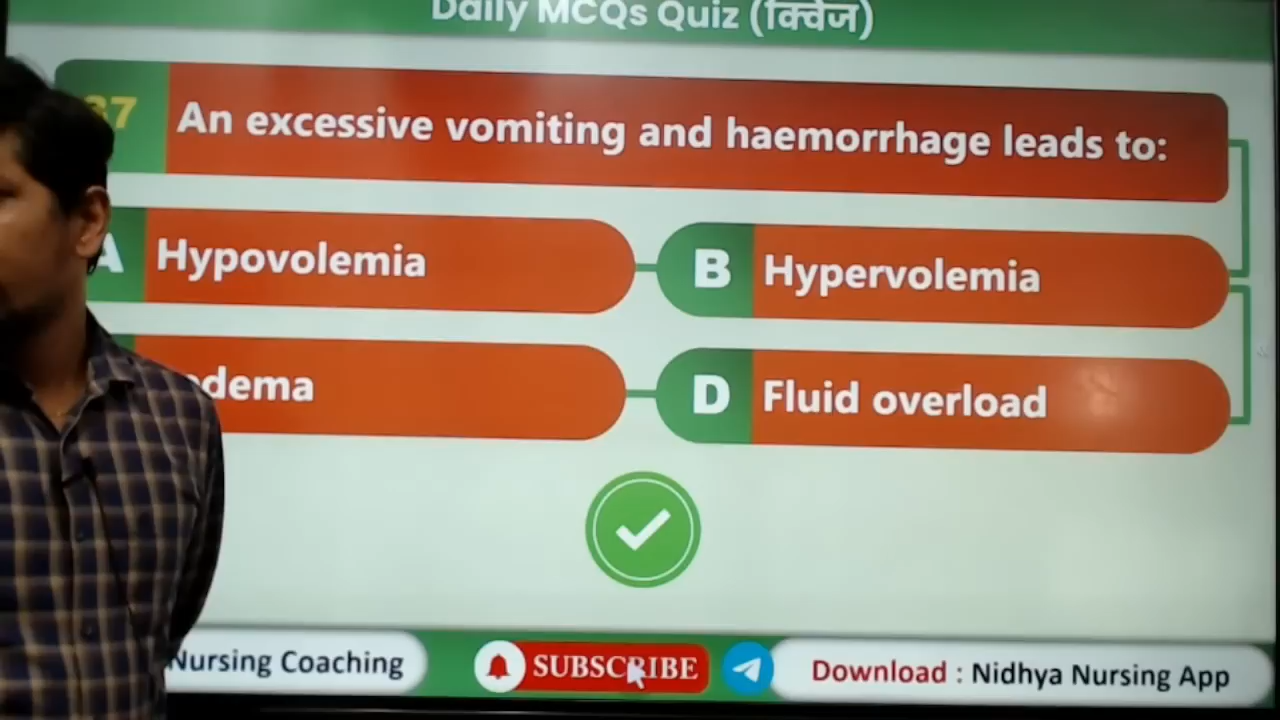 Daily MCQs Quiz (क्विज)
37
An excessive vomiting and haemorrhage leads to:
A Hypovolemia
B Hypervolemia
D Fluid overload
Nursing Coaching
SUBSCRIBE
Download : Nidhya Nursing App